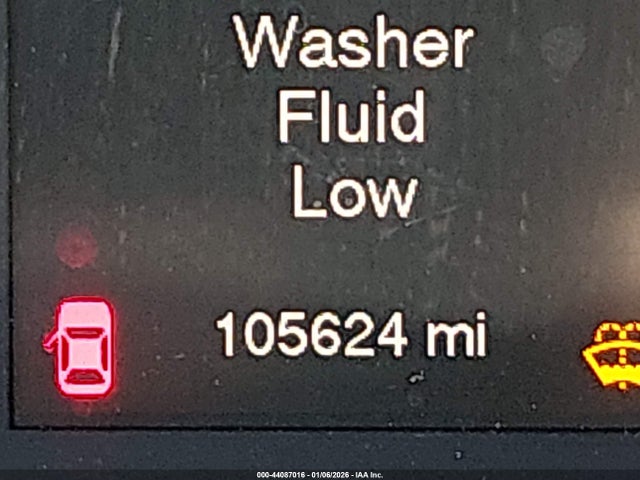 Washer
Fluid
Low
105624 mi
000-44087016 - 01/06/2026 - IAA Inc.